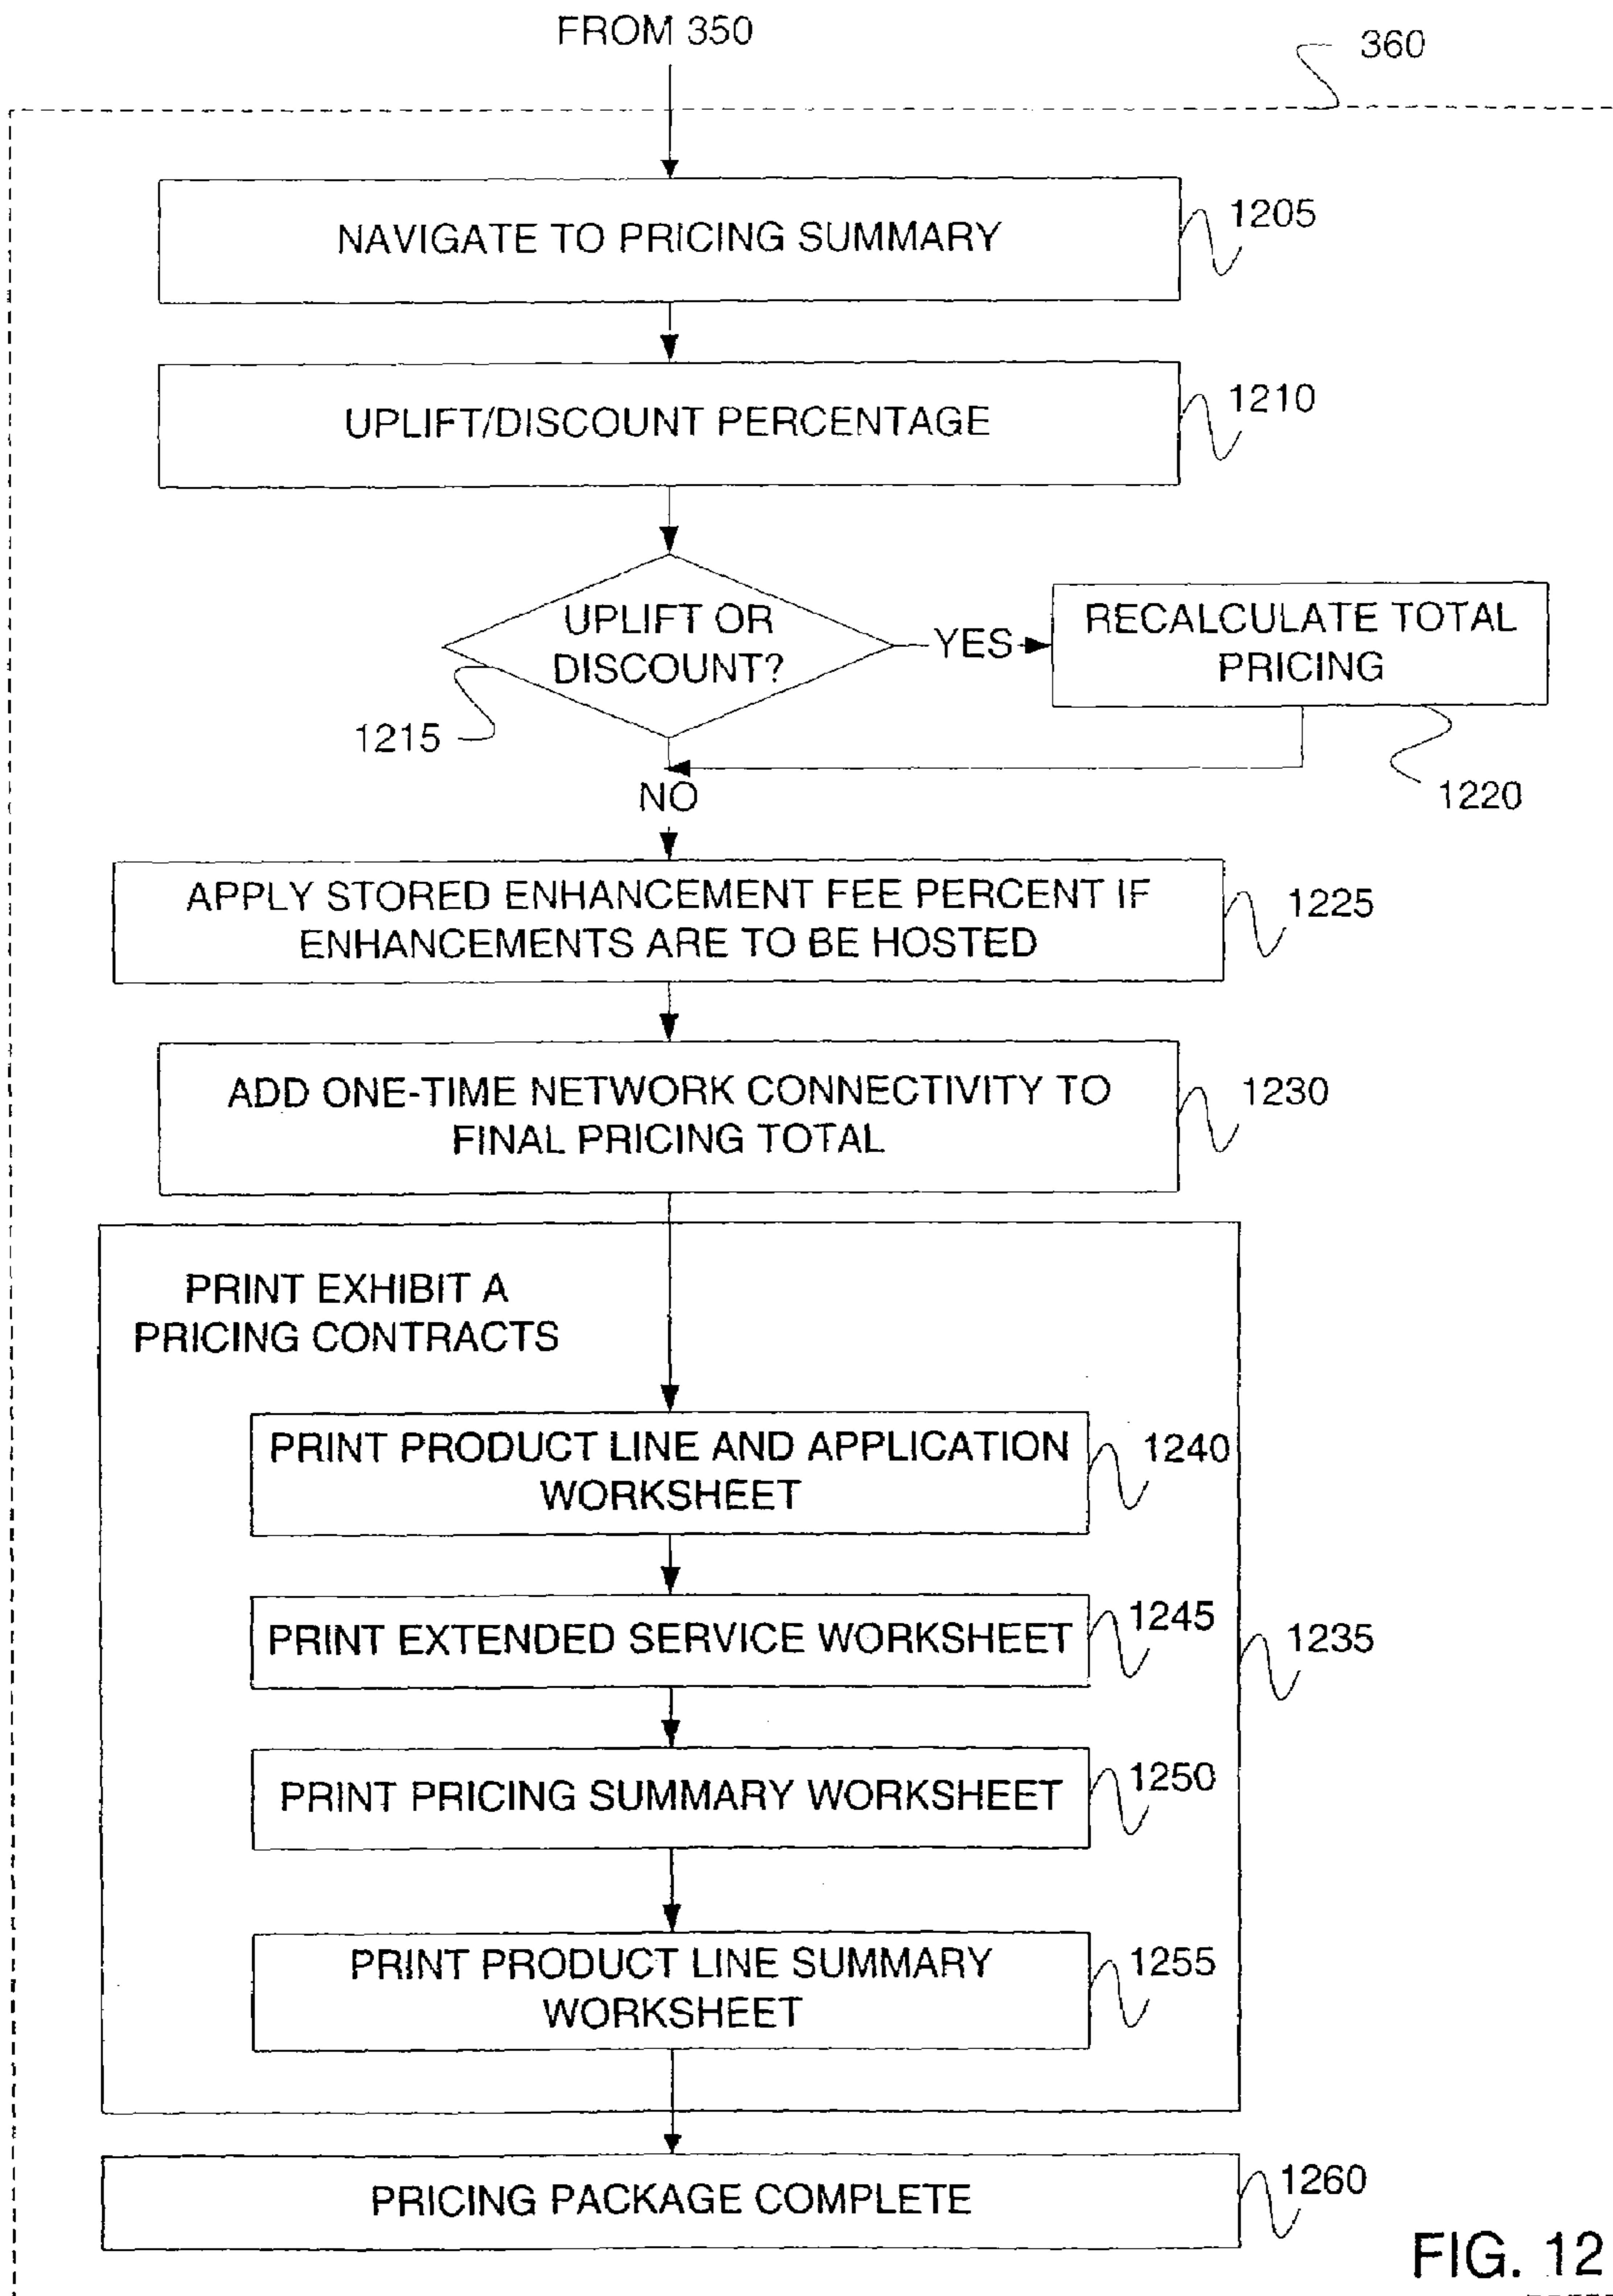 FROM 350
360
NAVIGATE TO PRICING SUMMARY
1205
UPLIFT/DISCOUNT PERCENTAGE
1210
UPLIFT OR
DISCOUNT?
YES
RECALCULATE TOTAL
PRICING
1215
1220
NO
APPLY STORED ENHANCEMENT FEE PERCENT IF
ENHANCEMENTS ARE TO BE HOSTED
1225
ADD ONE-TIME NETWORK CONNECTIVITY TO
FINAL PRICING TOTAL
1230
PRINT EXHIBIT A
PRICING CONTRACTS
PRINT PRODUCT LINE AND APPLICATION
WORKSHEET
1240
PRINT EXTENDED SERVICE WORKSHEET
1245
1235
PRINT PRICING SUMMARY WORKSHEET
1250
PRINT PRODUCT LINE SUMMARY
WORKSHEET
1255
PRICING PACKAGE COMPLETE
1260
FIG. 12